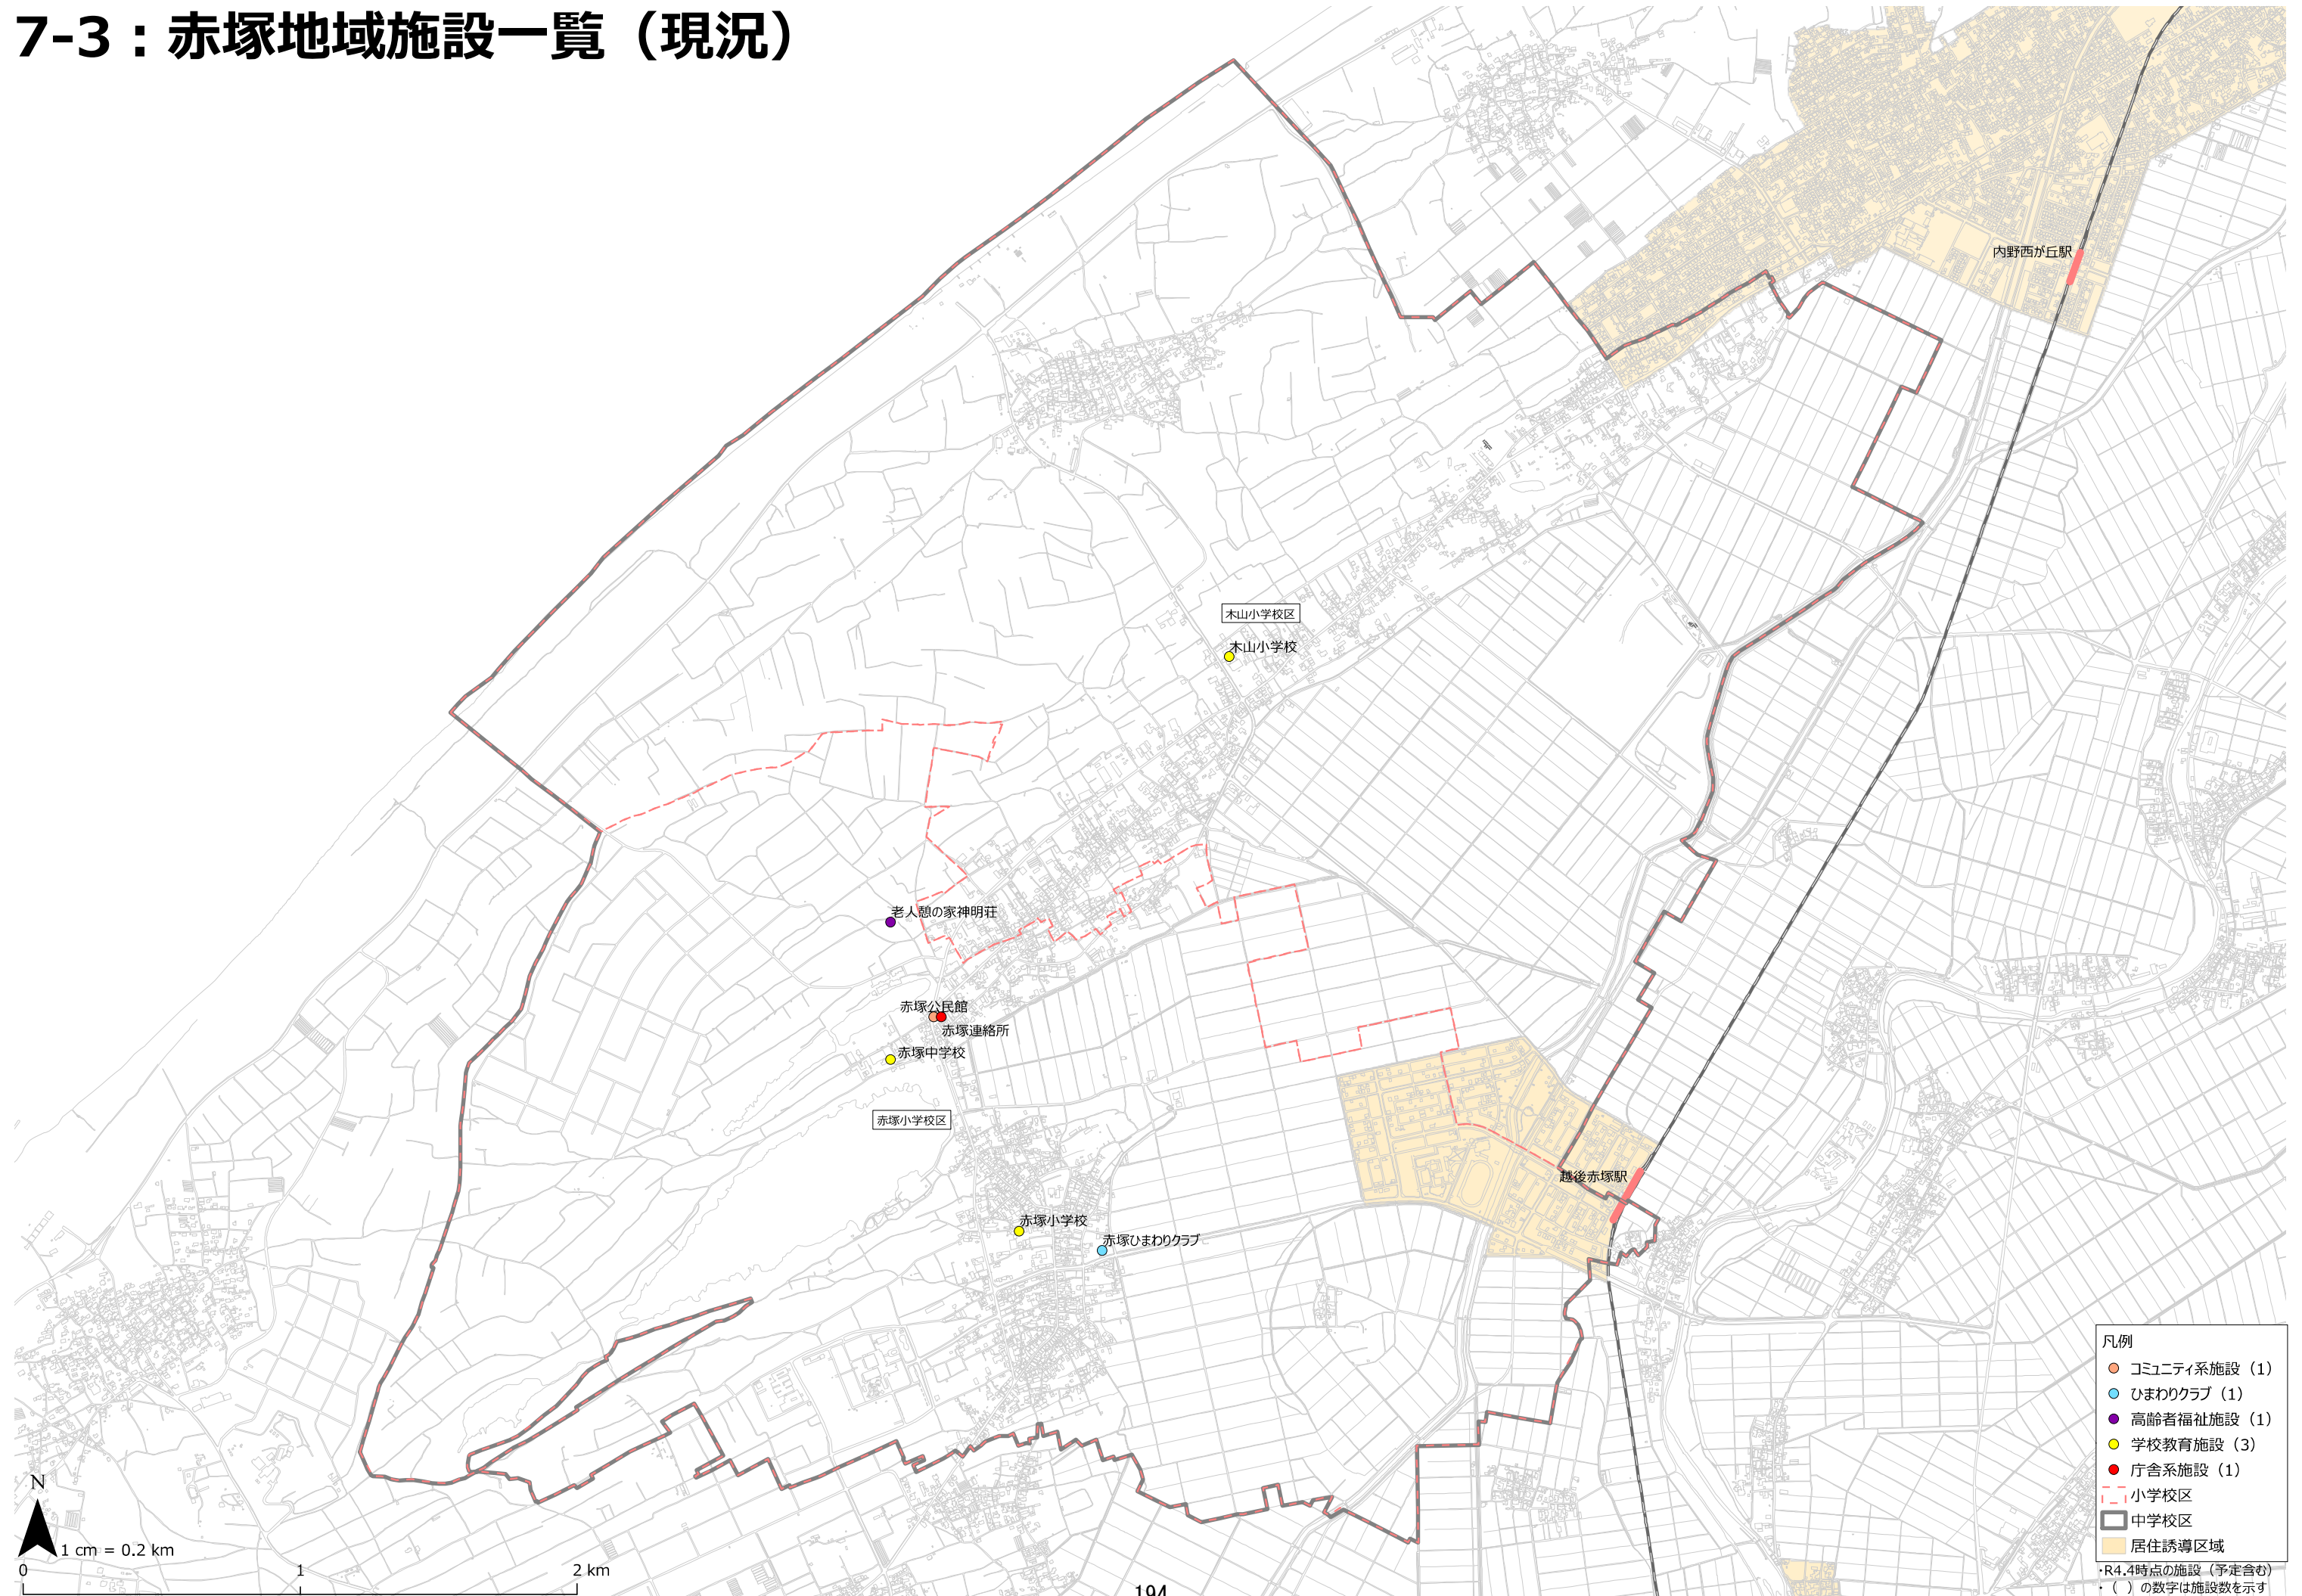 7-3：赤塚地域施設一覧（現況）
内野西が丘駅
木山小学校区
木山小学校
老人憩の家神明荘
赤塚公民館
赤塚連絡所
赤塚中学校
赤塚小学校区
越後赤塚駅
赤塚小学校
赤塚ひまわりクラブ
凡例
コミュニティ系施設（1）
ひまわりクラブ（1）
高齢者福祉施設（1）
学校教育施設（3）
庁舎系施設（1）
小学校区
中学校区
居住誘導区域
・R4.4時点の施設（予定含む）
・（ ）の数字は施設数を示す
N
1 cm = 0.2 km
0 1 2 km
194